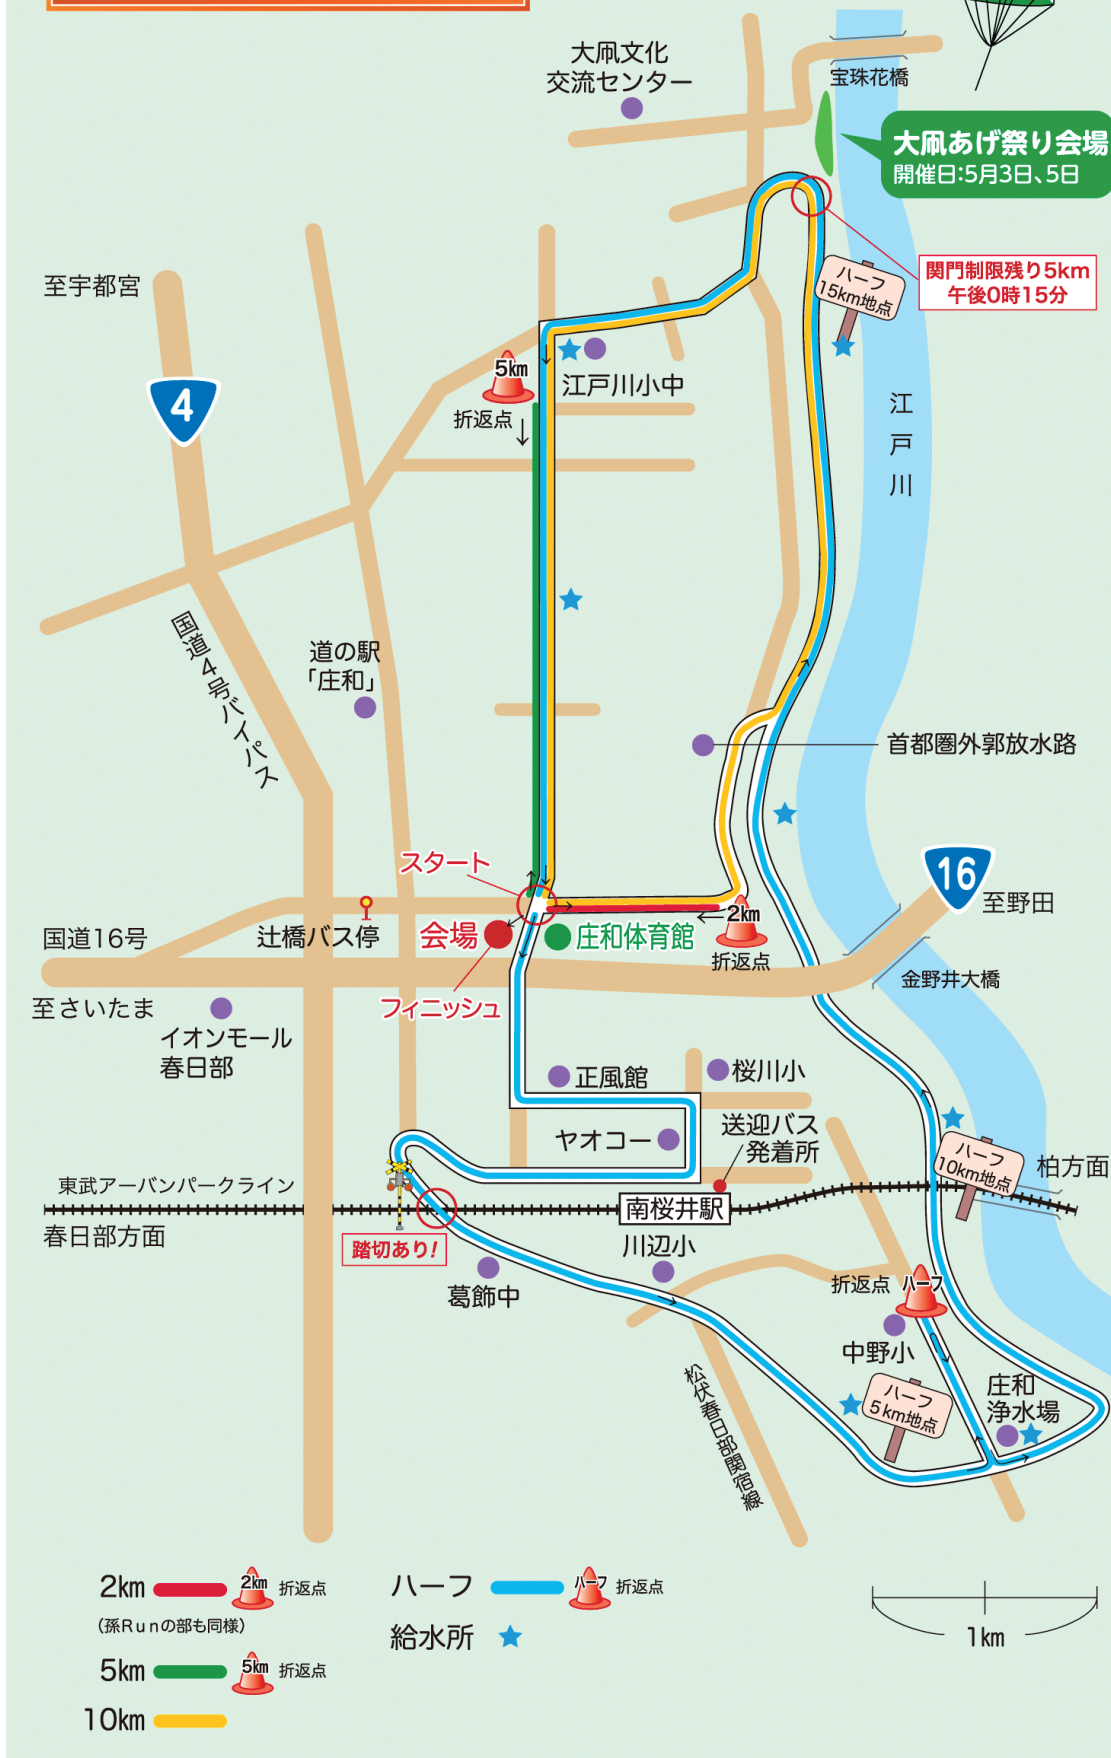 大凧文化
交流センター
宝珠花橋
大凧あげ祭り会場
開催日:5月3日、5日
至宇都宮
関門制限残り5km
午後0時15分
ハーフ
15km地点
4
5km
折返点
江戸川小中
江戸川
国道4号バイパス
道の駅
「庄和」
首都圏外郭放水路
スタート
16
至野田
国道16号
辻橋バス停
会場
庄和体育館
2km
折返点
金野井大橋
至さいたま
フィニッシュ
イオンモール
春日部
正風館
桜川小
ヤオコー
送迎バス
発着所
ハーフ
10km地点
柏方面
東武アーバンパークライン
春日部方面
南桜井駅
踏切あり!
川辺小
葛飾中
折返点
ハーフ
中野小
松伏春日部関宿線
ハーフ
5km地点
庄和
浄水場
2km
2km
折返点
(孫Runの部も同様)
5km
5km
折返点
10km
ハーフ
ハーフ
折返点
給水所
1km